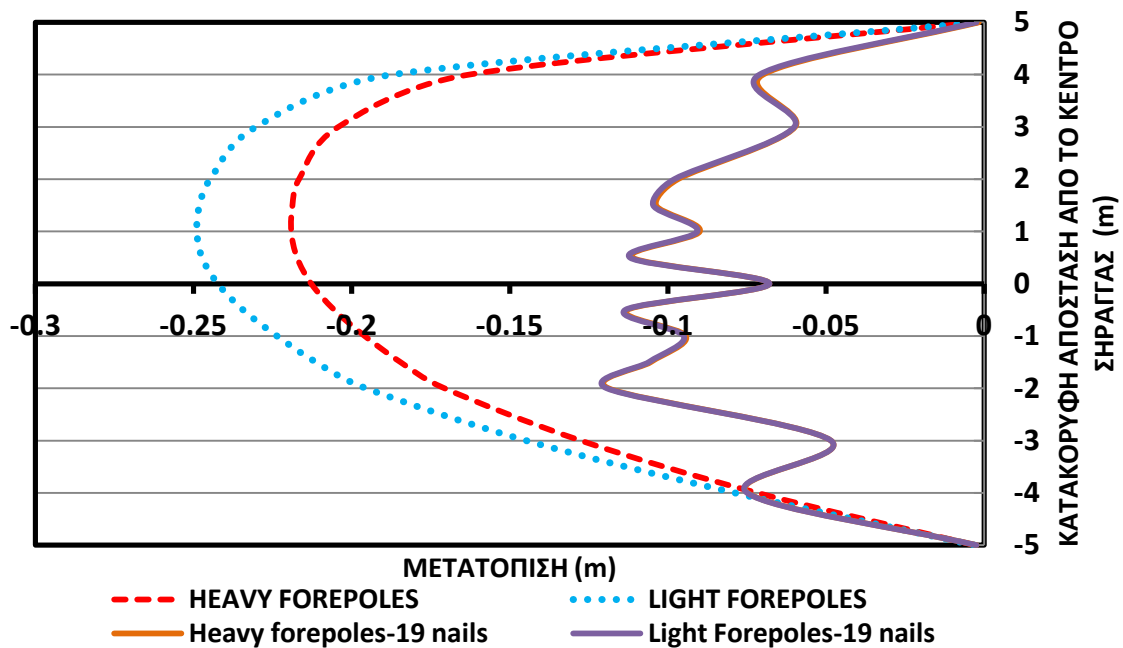 5
4
3
2
1
0
-1
-2
-3
-4
-5
-0.3
-0.25
-0.2
-0.15
-0.1
-0.05
0
ΚΑΤΑΚΟΡΥΦΗ ΑΠΟΣΤΑΣΗ ΑΠΟ ΤΟ ΚΕΝΤΡΟ
ΣΗΡΑΓΓΑΣ (m)
ΜΕΤΑΤΟΠΙΣΗ (m)
HEAVY FOREPOLES
LIGHT FOREPOLES
Heavy forepoles-19 nails
Light Forepoles-19 nails